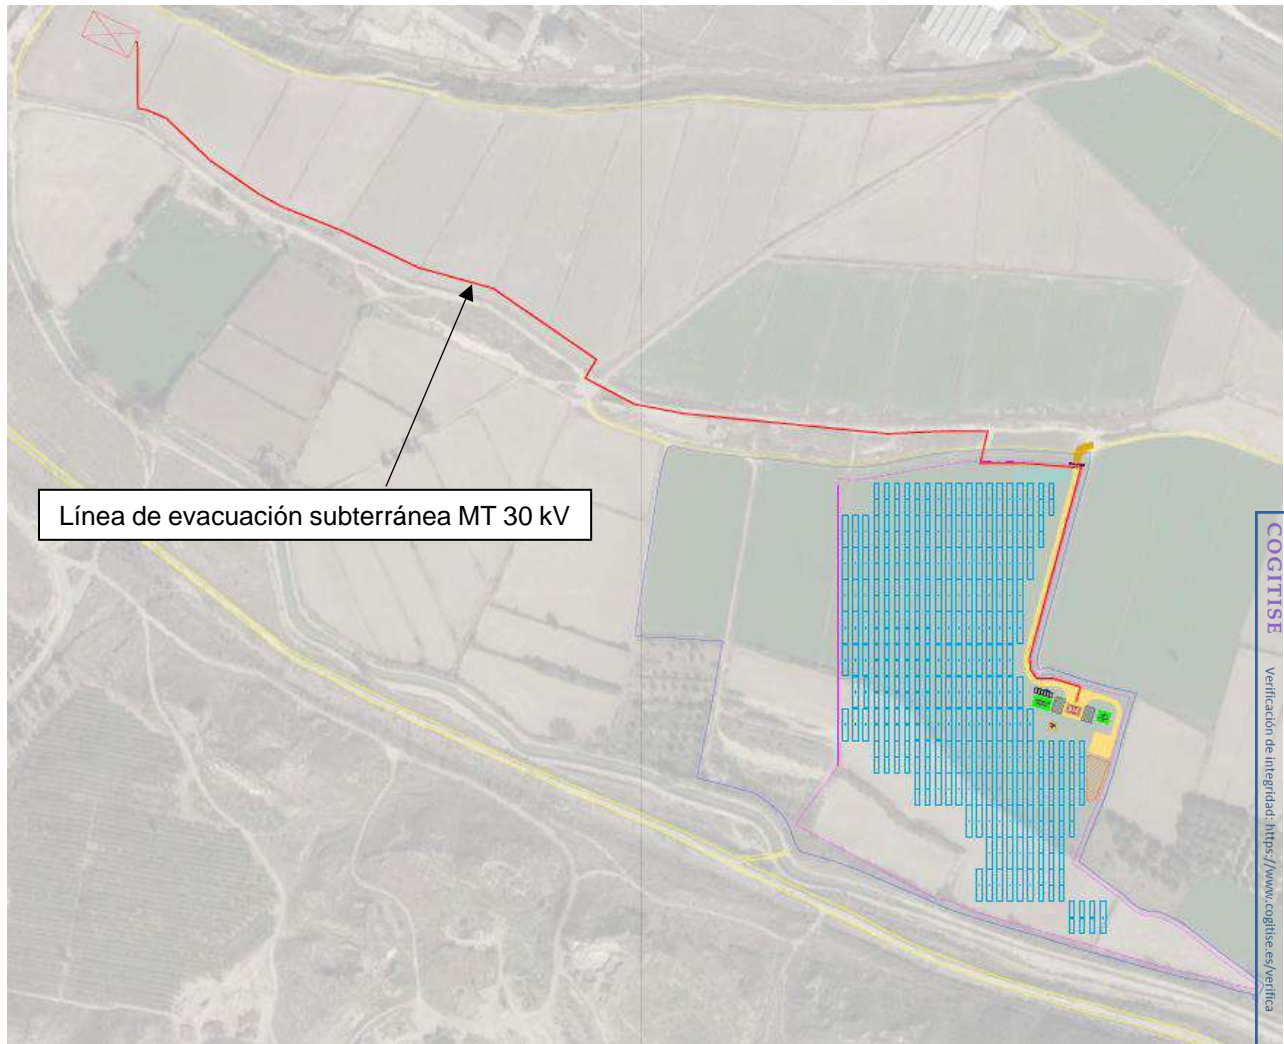 Línea de evacuación subterránea MT 30 kV
COGITISE
Verificación de integridad: https://www.cogitise.es/verifica